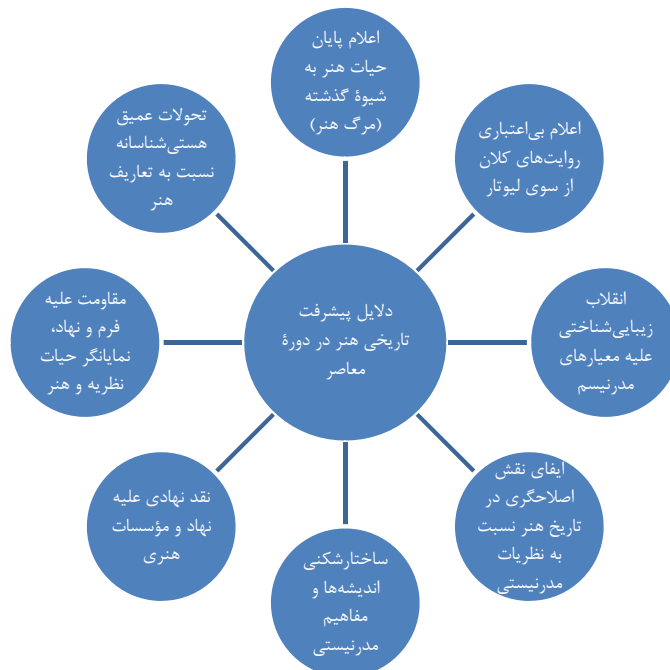 دلایل پیشرفت
تاریخی هنر در دورۀ
معاصر
اعلام پایان
حیات هنر به
شیوۀ گذشته
(مرگ هنر)
اعلام بی‌اعتباری
روایت‌های کلان
از سوی لیوتار
انقلاب
زیبایی‌شناختی
علیه معیارهای
مدرنیسم
ایفای نقش
اصلاحگری در
تاریخ هنر نسبت
به نظریات
مدرنیستی
ساختارشکنی
اندیشه‌ها و
مفاهیم
مدرنیستی
نقد نهادی علیه
نهاد و مؤسسات
هنری
مقاومت علیه
فرم و نهاد،
نمایانگر حیات
نظریه و هنر
تحولات عمیق
هستی‌شناسانه
نسبت به تعاریف
هنر